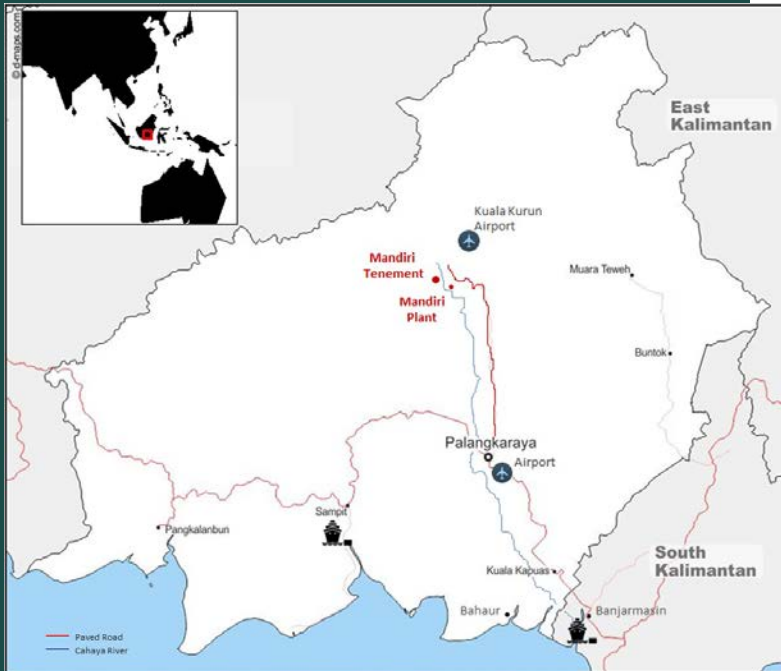 © d-maps.com
East
Kalimantan
Kuala Kurun
Airport
Mandiri
Tenement
Mandiri
Plant
Muara Teweh
Buntok
Palangkaraya
Airport
Sampit
Pangkalanbun
Kuala Kapuas
South
Kalimantan
Bahaur
Banjarmasin
Paved Road
Cahaya River